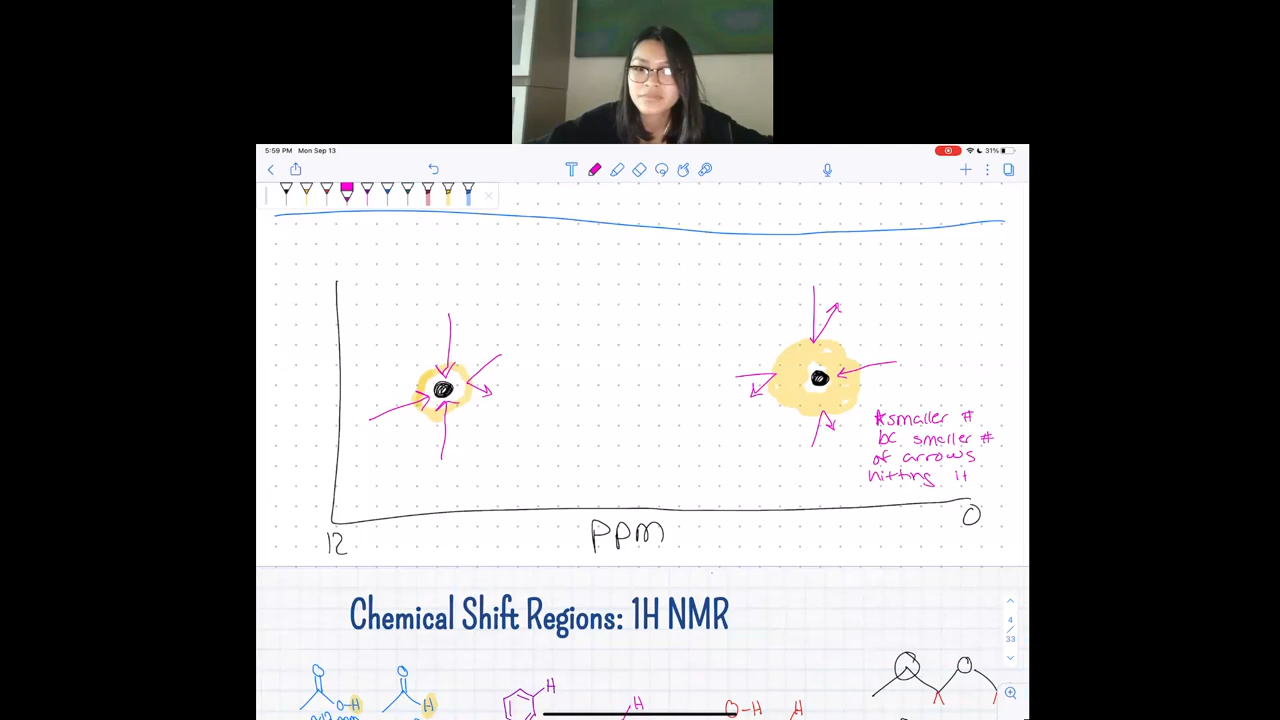 5:59 PM Mon Sep 13
31%
T
*smaller #
bc smaller #
of arrows
hitting it
12
ppm
0
Chemical Shift Regions: 1H NMR
4
/
33
H
H
O
O
O
O-H
H
H
O-H
H